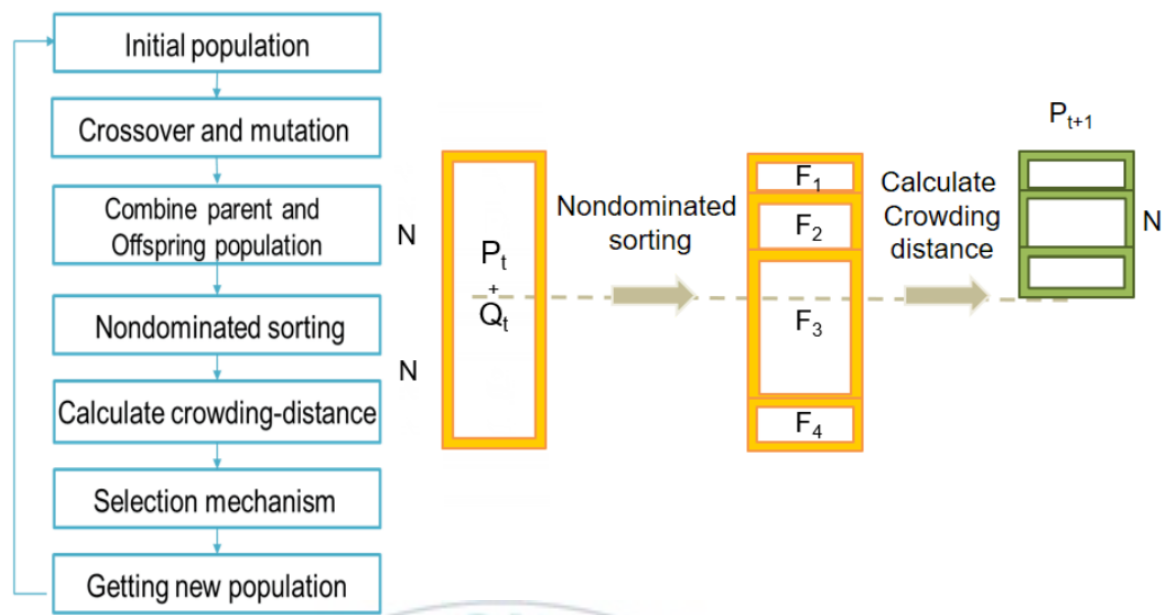 Initial population
Crossover and mutation
Combine parent and
Offspring population
Nondominated sorting
Calculate crowding-distance
Selection mechanism
Getting new population
N
N
Pₜ
+
Qₜ
Nondominated
sorting
F₁
F₂
F₃
F₄
Calculate
Crowding
distance
Pₜ₊₁
N